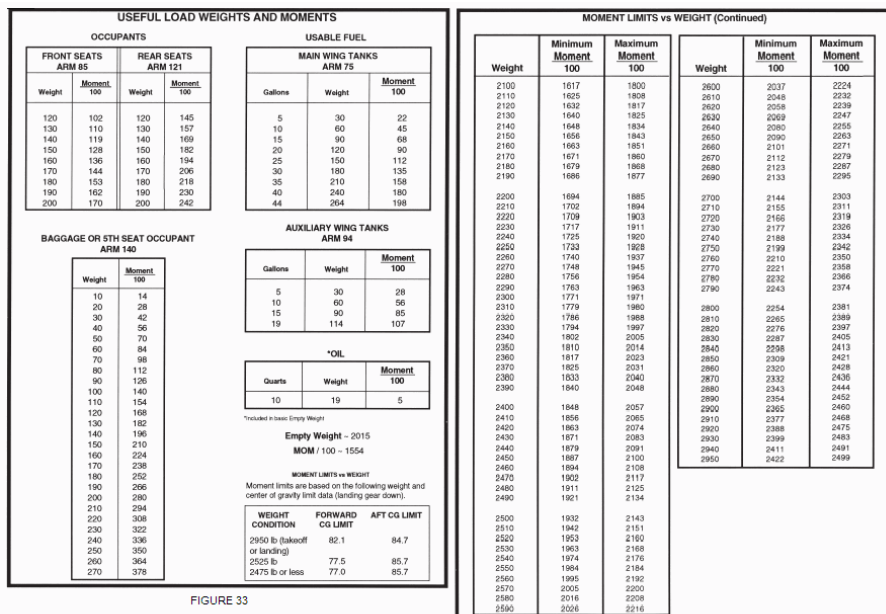 USEFUL LOAD WEIGHTS AND MOMENTS
OCCUPANTS
FRONT SEATS REAR SEATS
ARM 85 ARM 121
Weight Moment 100 Weight Moment 100
120 102 120 145
130 110 130 157
140 119 140 169
150 128 150 182
160 136 160 194
170 144 170 206
180 153 180 218
190 162 190 230
200 170 200 242
BAGGAGE OR 5TH SEAT OCCUPANT
ARM 140
Weight Moment 100
10 14
20 28
30 42
40 56
50 70
60 84
70 98
80 112
90 126
100 140
110 154
120 168
130 182
140 196
150 210
160 224
170 238
180 252
190 266
200 280
210 294
220 308
230 322
240 336
250 350
260 364
270 378
USABLE FUEL
MAIN WING TANKS
ARM 75
Gallons Weight Moment 100
5 30 22
10 60 45
15 90 68
20 120 90
25 150 112
30 180 135
35 210 158
40 240 180
44 264 198
AUXILIARY WING TANKS
ARM 94
Gallons Weight Moment 100
5 30 28
10 60 56
15 90 85
19 114 107
*OIL
Quarts Weight Moment 100
10 19 5
*Included in basic Empty Weight
Empty Weight ~ 2015
MOM / 100 ~ 1554
MOMENT LIMITS vs WEIGHT
Moment limits are based on the following weight and
center of gravity limit data (landing gear down).
WEIGHT FORWARD AFT CG LIMIT
CONDITION CG LIMIT
2950 lb (takeoff 82.1 84.7
or landing)
2525 lb 77.5 85.7
2475 lb or less 77.0 85.7
FIGURE 33
MOMENT LIMITS vs WEIGHT (Continued)
Weight Minimum Moment 100 Maximum Moment 100
2100 1617 1800
2110 1625 1808
2120 1632 1817
2130 1640 1825
2140 1648 1834
2150 1656 1843
2160 1663 1851
2170 1671 1860
2180 1679 1868
2190 1686 1877
2200 1694 1885
2210 1702 1894
2220 1709 1903
2230 1717 1911
2240 1725 1920
2250 1733 1928
2260 1740 1937
2270 1748 1945
2280 1756 1954
2290 1763 1963
2300 1771 1971
2310 1779 1980
2320 1786 1988
2330 1794 1997
2340 1802 2005
2350 1810 2014
2360 1817 2023
2370 1825 2031
2380 1833 2040
2390 1840 2048
2400 1848 2057
2410 1856 2065
2420 1863 2074
2430 1871 2083
2440 1879 2091
2450 1887 2100
2460 1894 2108
2470 1902 2117
2480 1911 2125
2490 1921 2134
2500 1932 2143
2510 1942 2151
2520 1953 2160
2530 1963 2168
2540 1974 2176
2550 1984 2184
2560 1995 2192
2570 2005 2200
2580 2016 2208
2590 2026 2216
Weight Minimum Moment 100 Maximum Moment 100
2600 2037 2224
2610 2048 2232
2620 2058 2239
2630 2069 2247
2640 2080 2255
2650 2090 2263
2660 2101 2271
2670 2112 2279
2680 2123 2287
2690 2133 2295
2700 2144 2303
2710 2155 2311
2720 2166 2319
2730 2177 2326
2740 2188 2334
2750 2199 2342
2760 2210 2350
2770 2221 2358
2780 2232 2366
2790 2243 2374
2800 2254 2381
2810 2265 2389
2820 2276 2397
2830 2287 2405
2840 2298 2413
2850 2309 2421
2860 2320 2428
2870 2332 2436
2880 2343 2444
2890 2354 2452
2900 2365 2460
2910 2377 2468
2920 2388 2475
2930 2399 2483
2940 2411 2491
2950 2422 2499